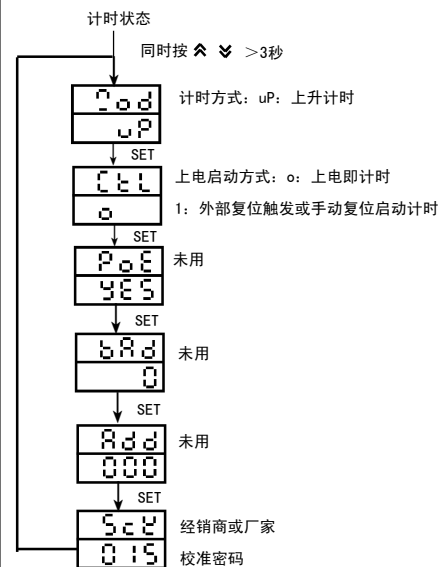 计时状态
同时按 ︽ ︾ ＞3秒
ㄇod
计时方式: uP: 上升计时
uP
SET
CtL
上电启动方式: o: 上电即计时
o
1: 外部复位触发或手动复位启动计时
SET
PoE
未用
YES
SET
bAd
未用
0
SET
Add
未用
000
SET
ScY
经销商或厂家
015
校准密码